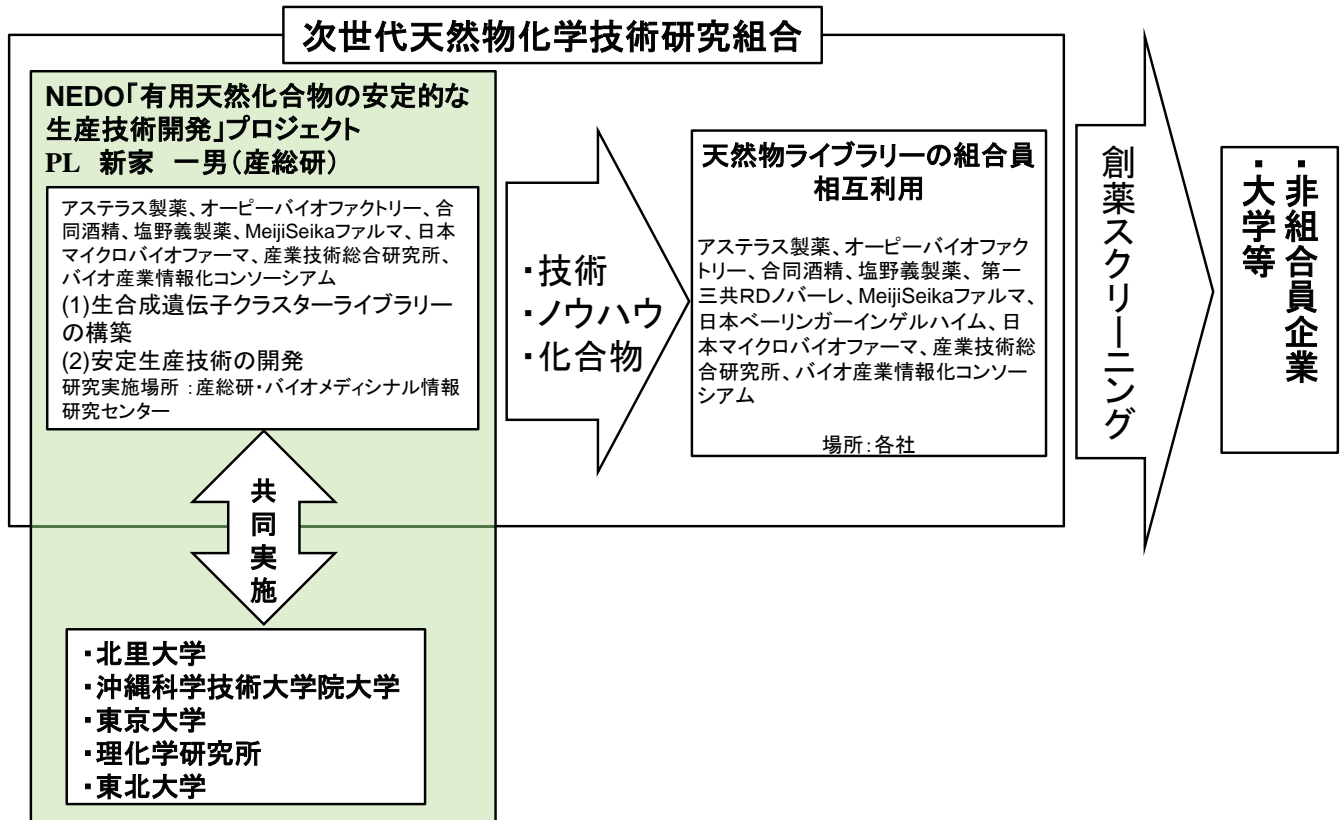 次世代天然物化学技術研究組合
NEDO「有用天然化合物の安定的な
生産技術開発」プロジェクト
PL 新家 一男(産総研)
アステラス製薬、オーピーバイオファクトリー、合
同酒精、塩野義製薬、MeijiSeikaファルマ、日本
マイクロバイオファーマ、産業技術総合研究所、
バイオ産業情報化コンソーシアム
(1)生合成遺伝子クラスターライブラリー
の構築
(2)安定生産技術の開発
研究実施場所:産総研・バイオメディシナル情報
研究センター
共同実施
・北里大学
・沖縄科学技術大学院大学
・東京大学
・理化学研究所
・東北大学
・技術
・ノウハウ
・化合物
天然物ライブラリーの組合員
相互利用
アステラス製薬、オーピーバイオファク
トリー、合同酒精、塩野義製薬、第一
三共RDノバーレ、MeijiSeikaファルマ、
日本ベーリンガーインゲルハイム、日
本マイクロバイオファーマ、産業技術総
合研究所、バイオ産業情報化コンソー
シアム
場所:各社
創薬スクリーニング
・非組合員企業
・大学等